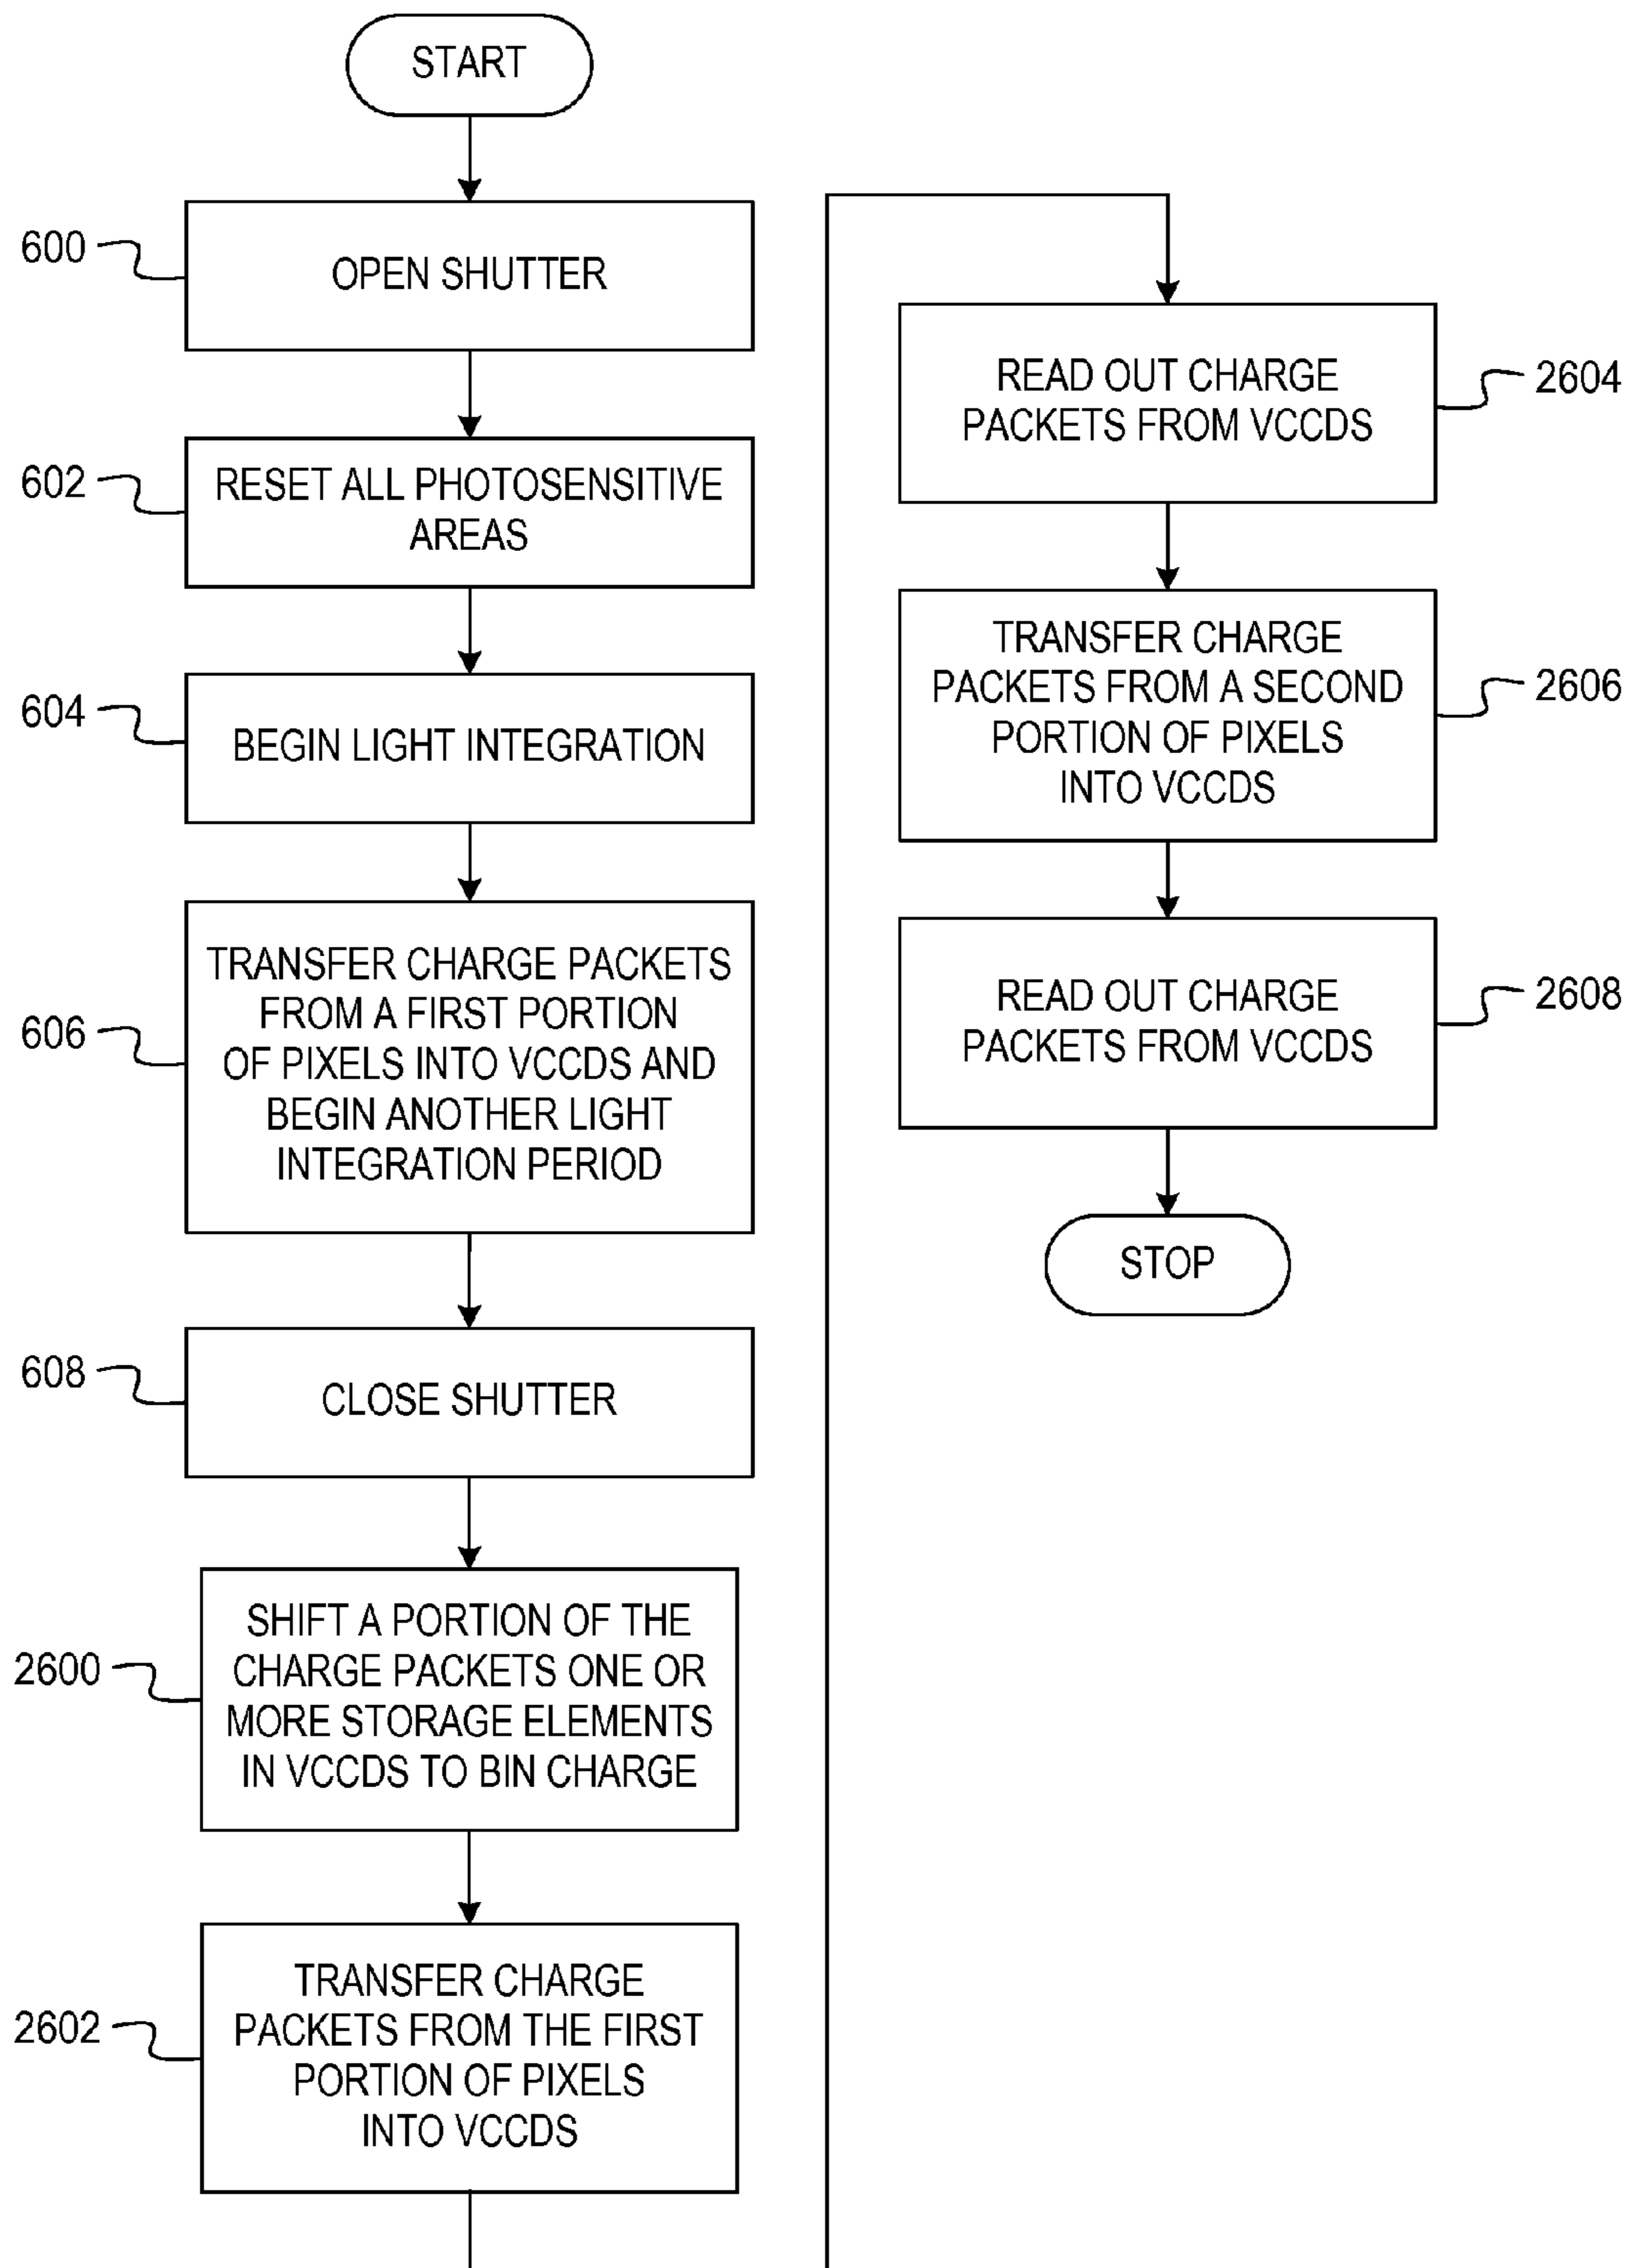 START
600
OPEN SHUTTER
602
RESET ALL PHOTOSENSITIVE
AREAS
604
BEGIN LIGHT INTEGRATION
606
TRANSFER CHARGE PACKETS
FROM A FIRST PORTION
OF PIXELS INTO VCCDS AND
BEGIN ANOTHER LIGHT
INTEGRATION PERIOD
608
CLOSE SHUTTER
2600
SHIFT A PORTION OF THE
CHARGE PACKETS ONE OR
MORE STORAGE ELEMENTS
IN VCCDS TO BIN CHARGE
2602
TRANSFER CHARGE
PACKETS FROM THE FIRST
PORTION OF PIXELS
INTO VCCDS
READ OUT CHARGE
PACKETS FROM VCCDS
2604
TRANSFER CHARGE
PACKETS FROM A SECOND
PORTION OF PIXELS
INTO VCCDS
2606
READ OUT CHARGE
PACKETS FROM VCCDS
2608
STOP